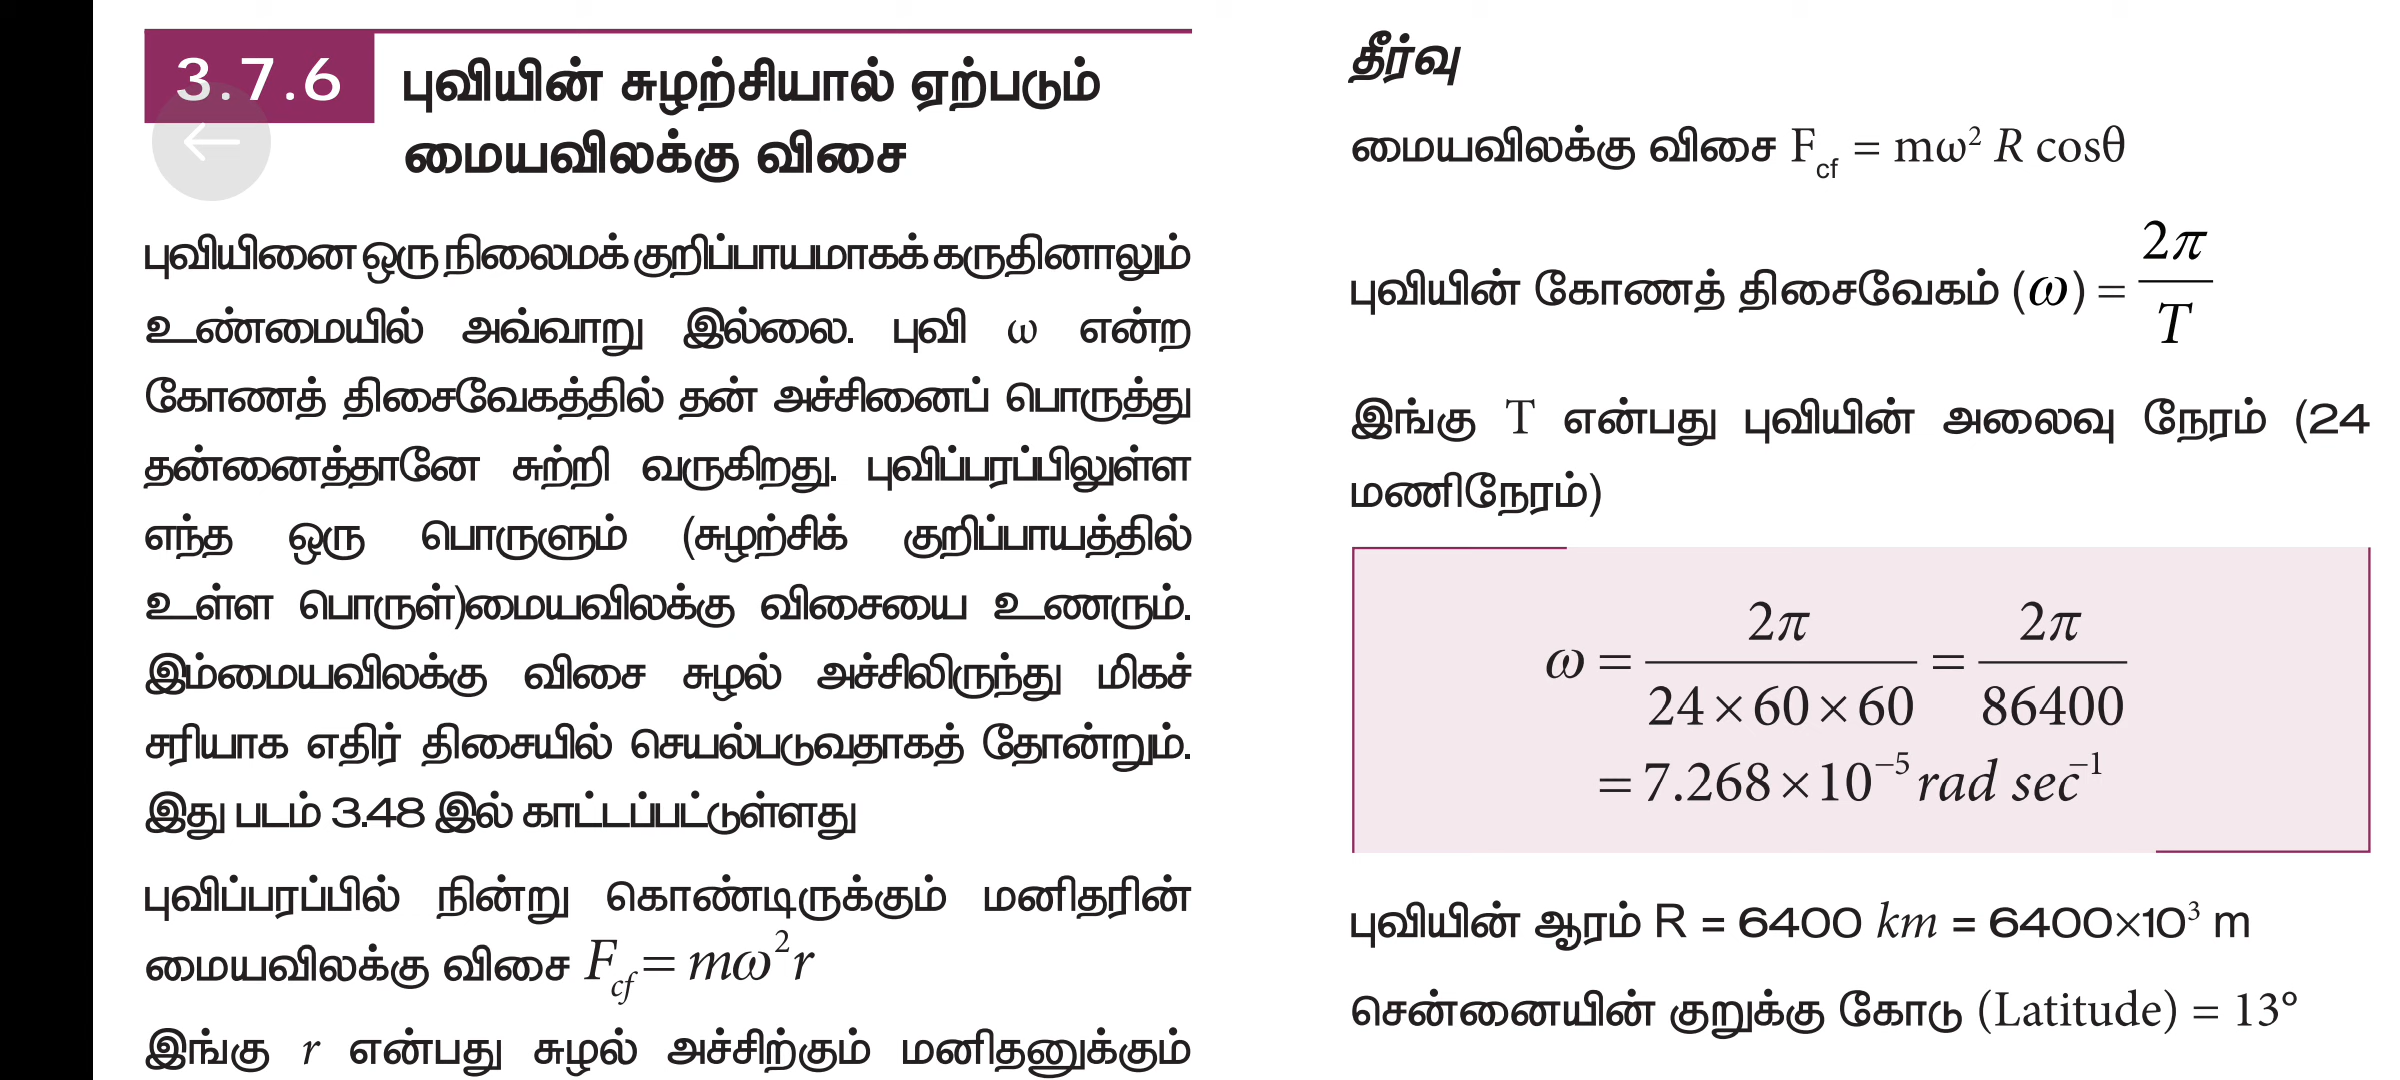 3.7.6 புவியின் சுழற்சியால் ஏற்படும்
மையவிலக்கு விசை
புவியினை ஒரு நிலைமக் குறிப்பாயமாகக் கருதினாலும்
உண்மையில் அவ்வாறு இல்லை. புவி ω என்ற
கோணத் திசைவேகத்தில் தன் அச்சினைப் பொருத்து
தன்னைத்தானே சுற்றி வருகிறது. புவிப்பரப்பிலுள்ள
எந்த ஒரு பொருளும் (சுழற்சிக் குறிப்பாயத்தில்
உள்ள பொருள்)மையவிலக்கு விசையை உணரும்.
இம்மையவிலக்கு விசை சுழல் அச்சிலிருந்து மிகச்
சரியாக எதிர் திசையில் செயல்படுவதாகத் தோன்றும்.
இது படம் 3.48 இல் காட்டப்பட்டுள்ளது
புவிப்பரப்பில் நின்று கொண்டிருக்கும் மனிதரின்
மையவிலக்கு விசை F_cf = mω²r
இங்கு r என்பது சுழல் அச்சிற்கும் மனிதனுக்கும்
தீர்வு
மையவிலக்கு விசை F_cf = mω² R cosθ
புவியின் கோணத் திசைவேகம் (ω) = 2π/T
இங்கு T என்பது புவியின் அலைவு நேரம் (24
மணிநேரம்)
ω = 2π/(24×60×60) = 2π/86400
= 7.268×10⁻⁵ rad sec⁻¹
புவியின் ஆரம் R = 6400 km = 6400×10³ m
சென்னையின் குறுக்கு கோடு (Latitude) = 13°